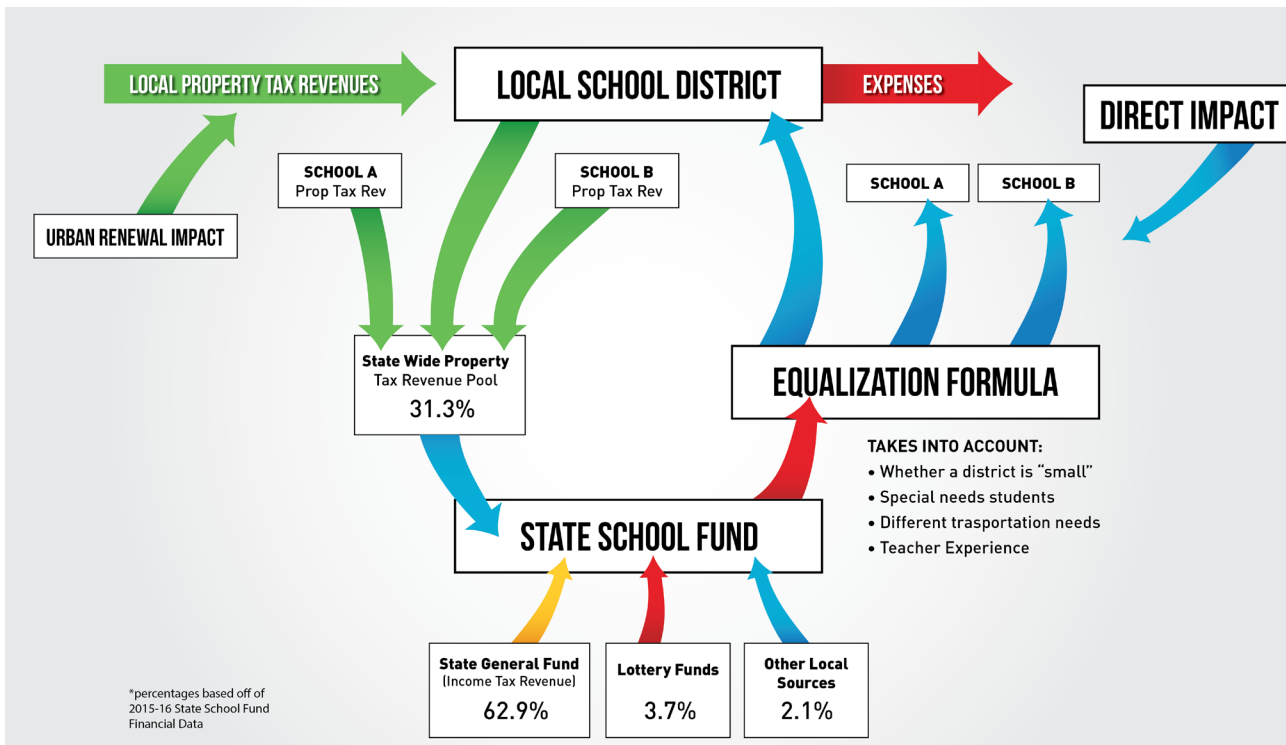 LOCAL PROPERTY TAX REVENUES
LOCAL SCHOOL DISTRICT
EXPENSES
DIRECT IMPACT
SCHOOL A
Prop Tax Rev
SCHOOL B
Prop Tax Rev
SCHOOL A
SCHOOL B
URBAN RENEWAL IMPACT
State Wide Property
Tax Revenue Pool
31.3%
EQUALIZATION FORMULA
TAKES INTO ACCOUNT:
• Whether a district is “small”
• Special needs students
• Different trasportation needs
• Teacher Experience
STATE SCHOOL FUND
State General Fund
(Income Tax Revenue)
62.9%
Lottery Funds
3.7%
Other Local
Sources
2.1%
*percentages based off of
2015-16 State School Fund
Financial Data